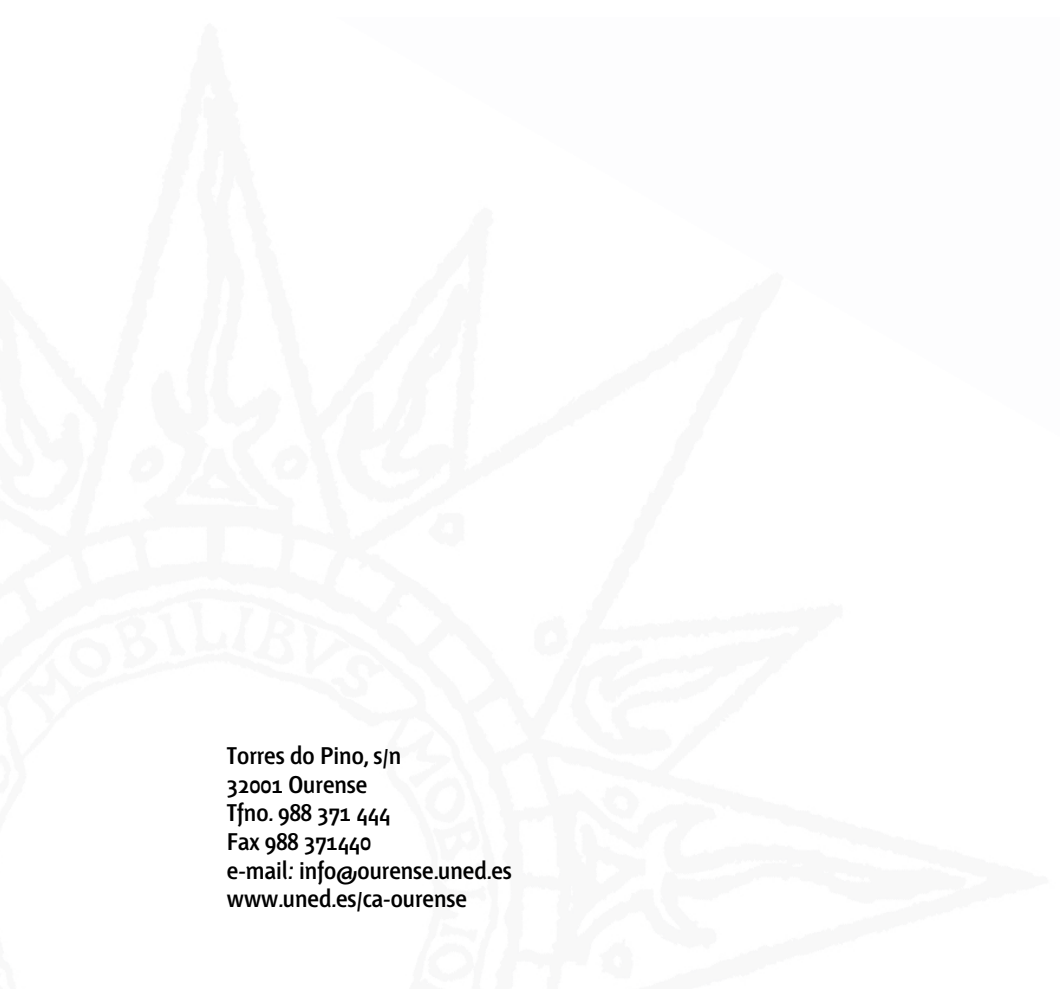 MOBILIBVS
MOBI
Torres do Pino, s/n
32001 Ourense
Tfno. 988 371 444
Fax 988 371440
e-mail: info@ourense.uned.es
www.uned.es/ca-ourense